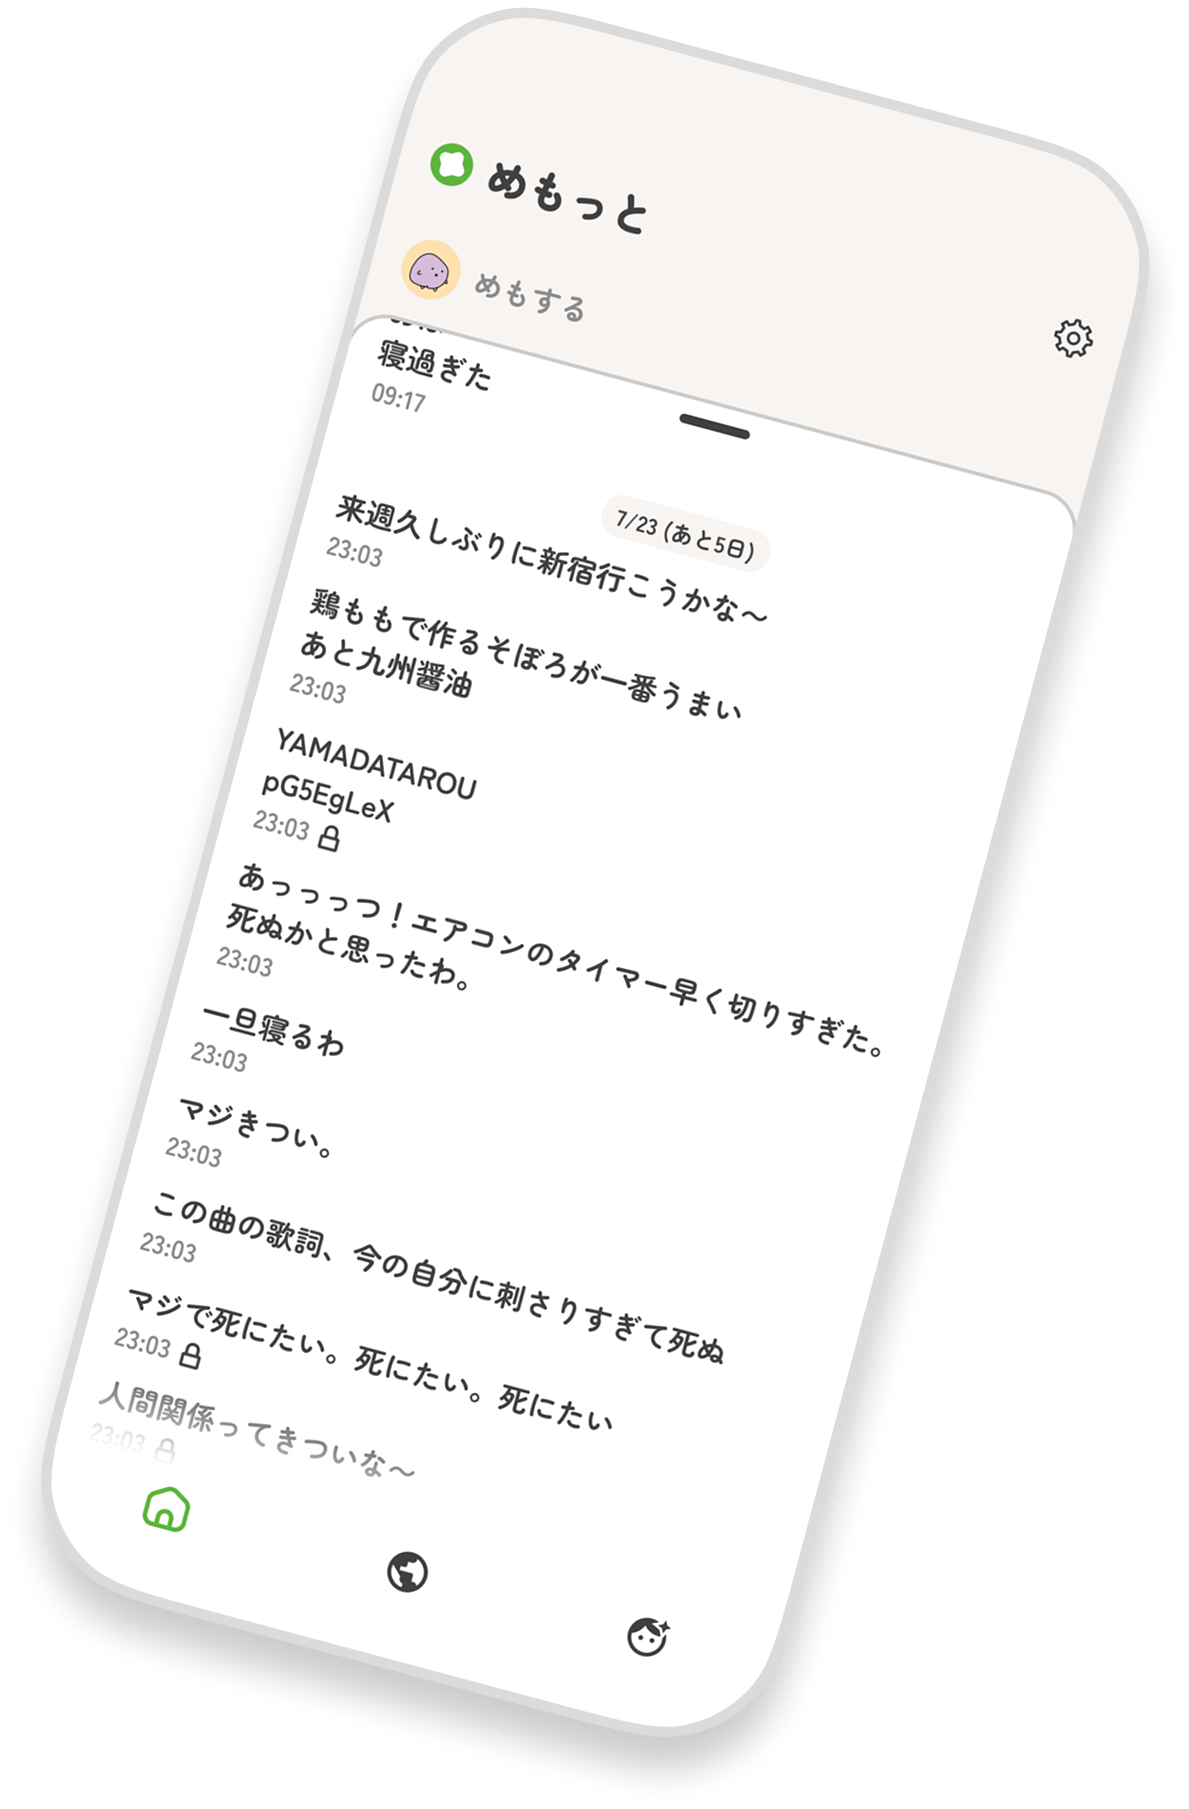 めもっと
めもする
寝過ぎた
09:17
7/23 (あと5日)
来週久しぶりに新宿行こうかな〜
23:03
鶏ももで作るそぼろが一番うまい
あと九州醤油
23:03
YAMADATAROU
pG5EgLeX
23:03
あっっっつ！エアコンのタイマー早く切りすぎた。
死ぬかと思ったわ。
23:03
一旦寝るわ
23:03
マジきつい。
23:03
この曲の歌詞、今の自分に刺さりすぎて死ぬ
23:03
マジで死にたい。死にたい。死にたい
23:03
人間関係ってきついな〜
23:03